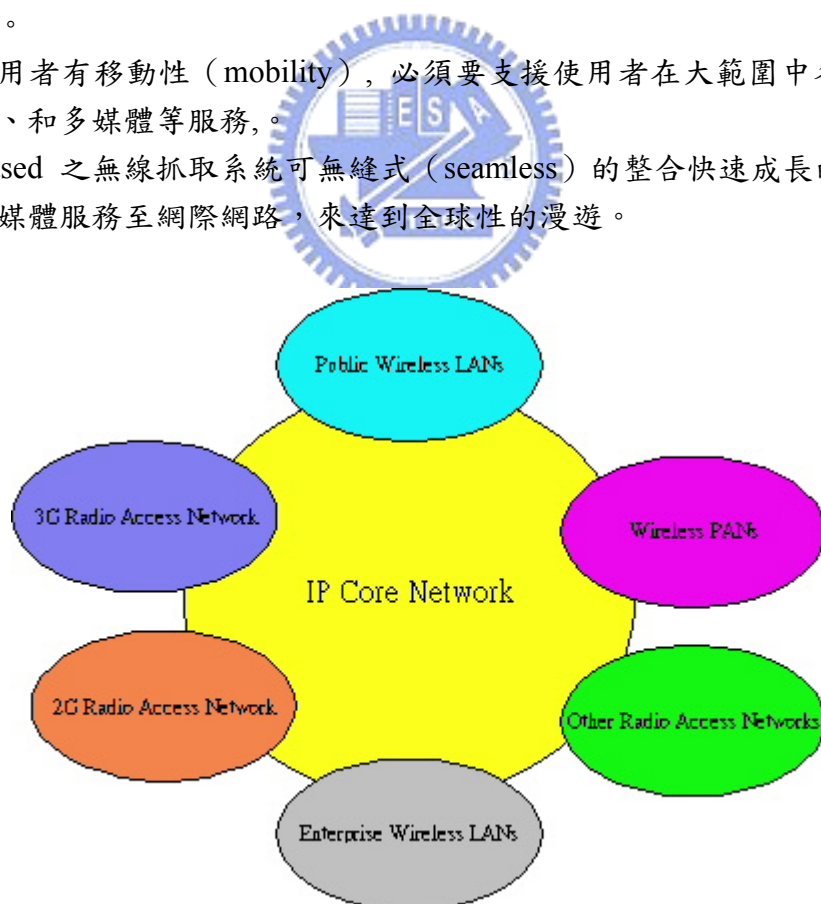 。
用者有移動性（mobility）, 必須要支援使用者在大範圍中
、和多媒體等服務,。
sed 之無線抓取系統可無縫式（seamless）的整合快速成長
媒體服務至網際網路，來達到全球性的漫遊。
ESA
Public Wireless LANs
3G Radio Access Network
Wireless PANs
IP Core Network
2G Radio Access Network
Other Radio Access Networks
Enterprise Wireless LANs